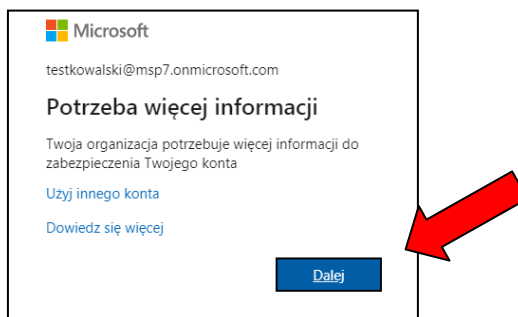 Microsoft
testkowalski@msp7.onmicrosoft.com
Potrzeba więcej informacji
Twoja organizacja potrzebuje więcej informacji do
zabezpieczenia Twojego konta
Użyj innego konta
Dowiedz się więcej
Dalej